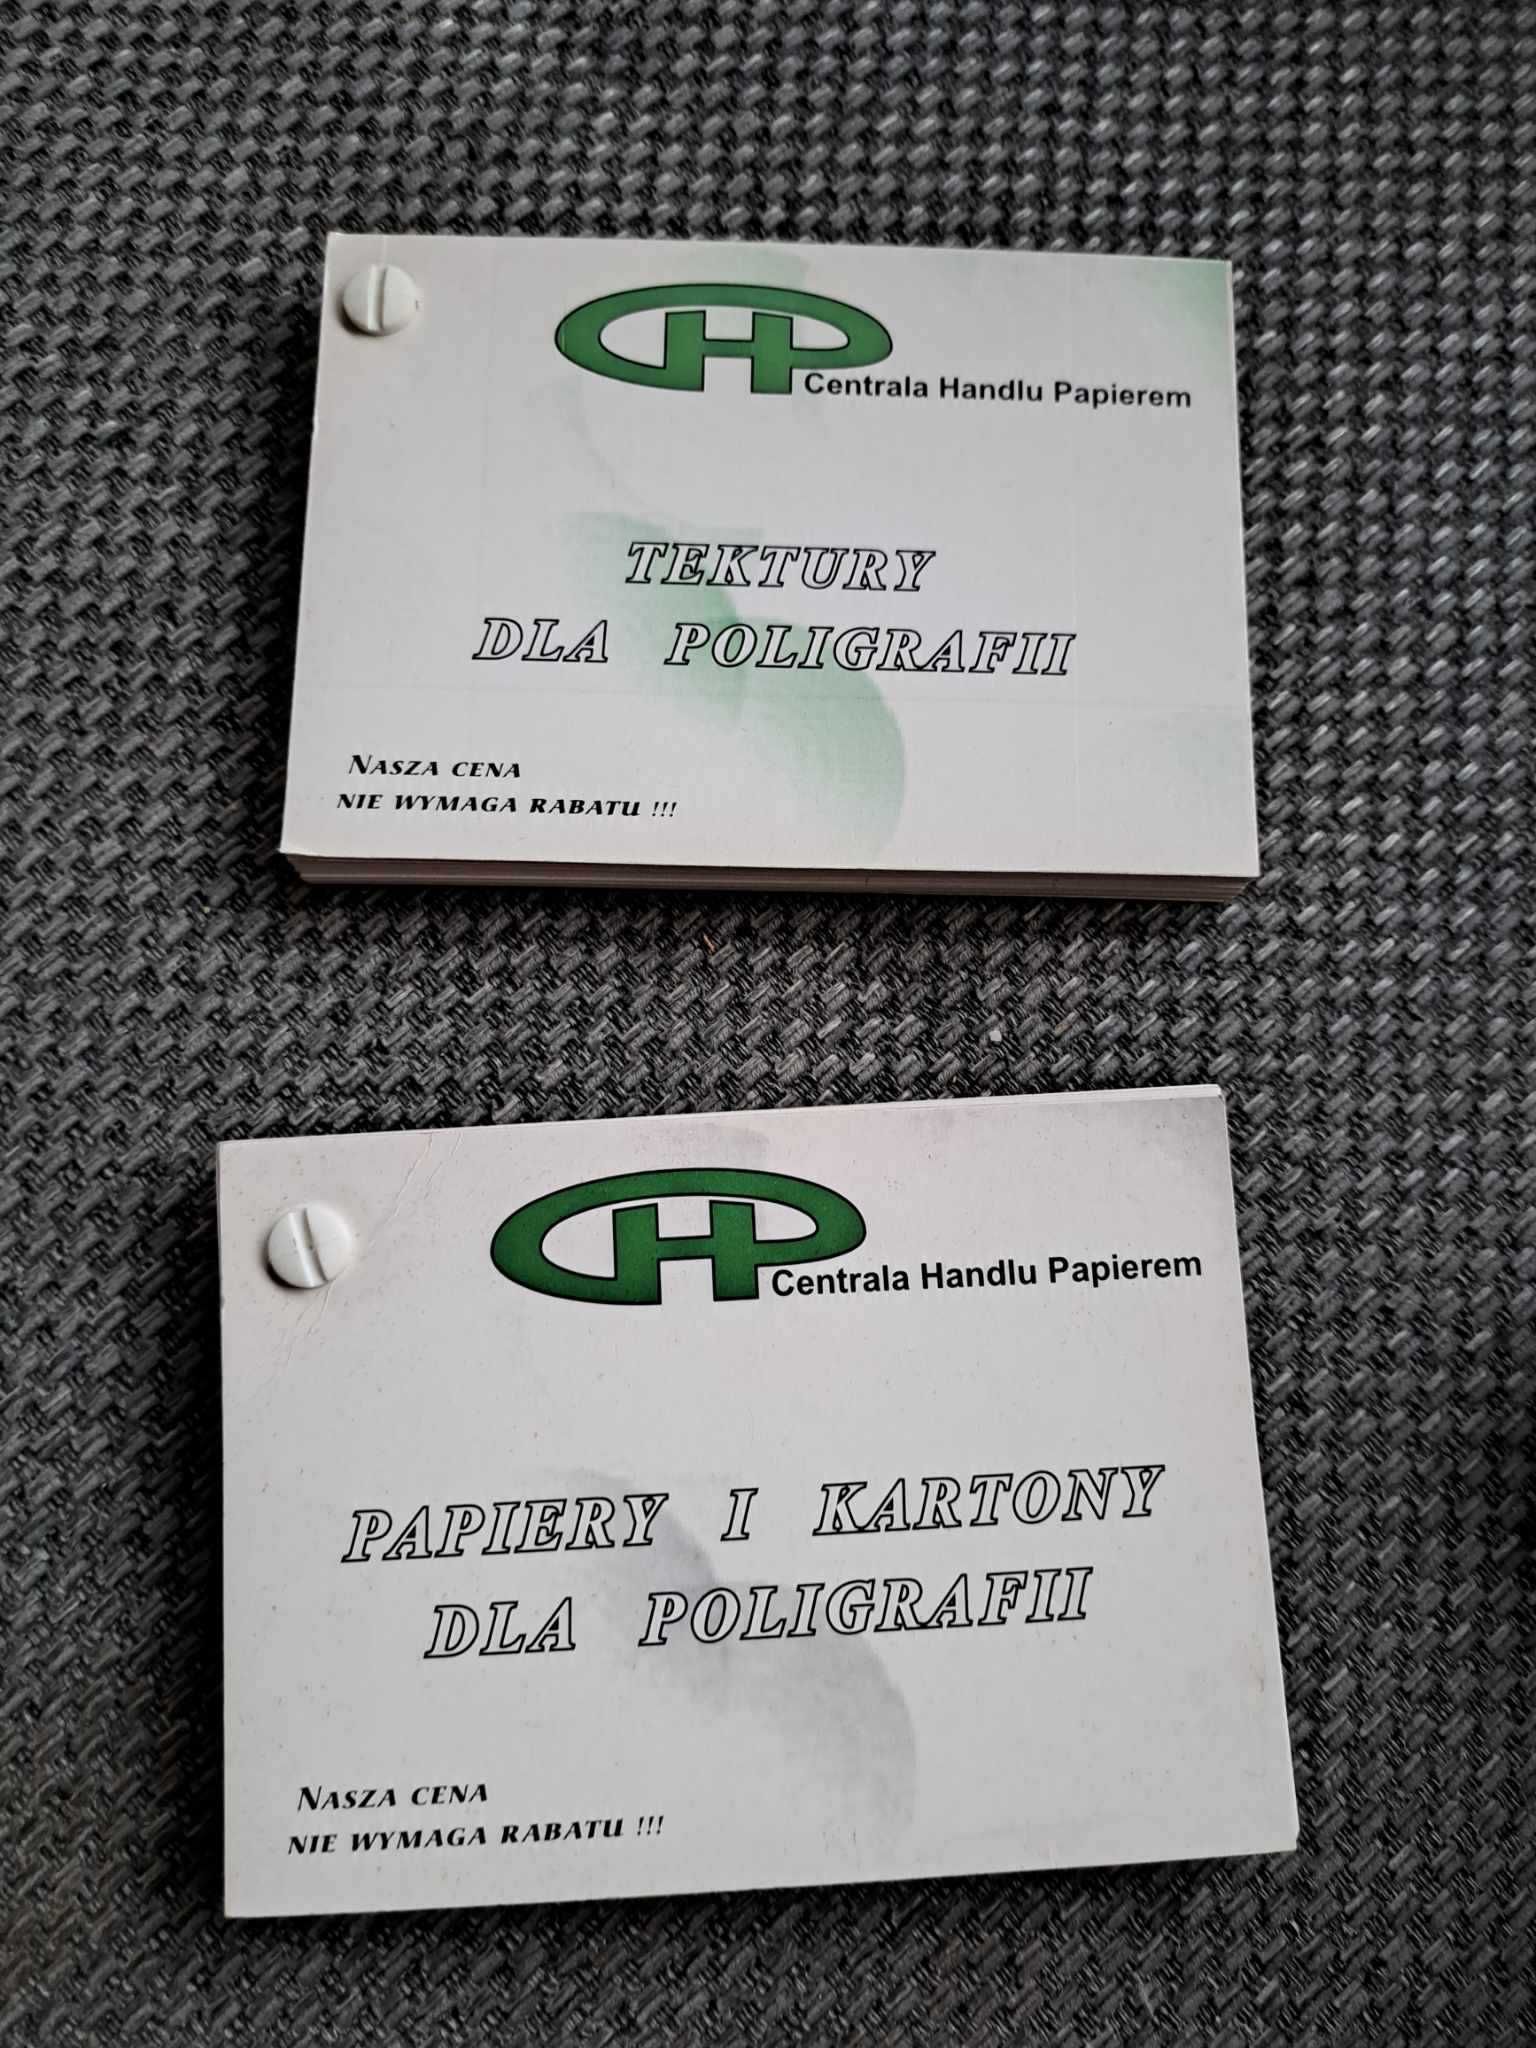 CHP
Centrala Handlu Papierem
TEKTURY
DLA POLIGRAFII
NASZA CENA
NIE WYMAGA RABATU !!!
CHP
Centrala Handlu Papierem
PAPIERY I KARTONY
DLA POLIGRAFII
NASZA CENA
NIE WYMAGA RABATU !!!